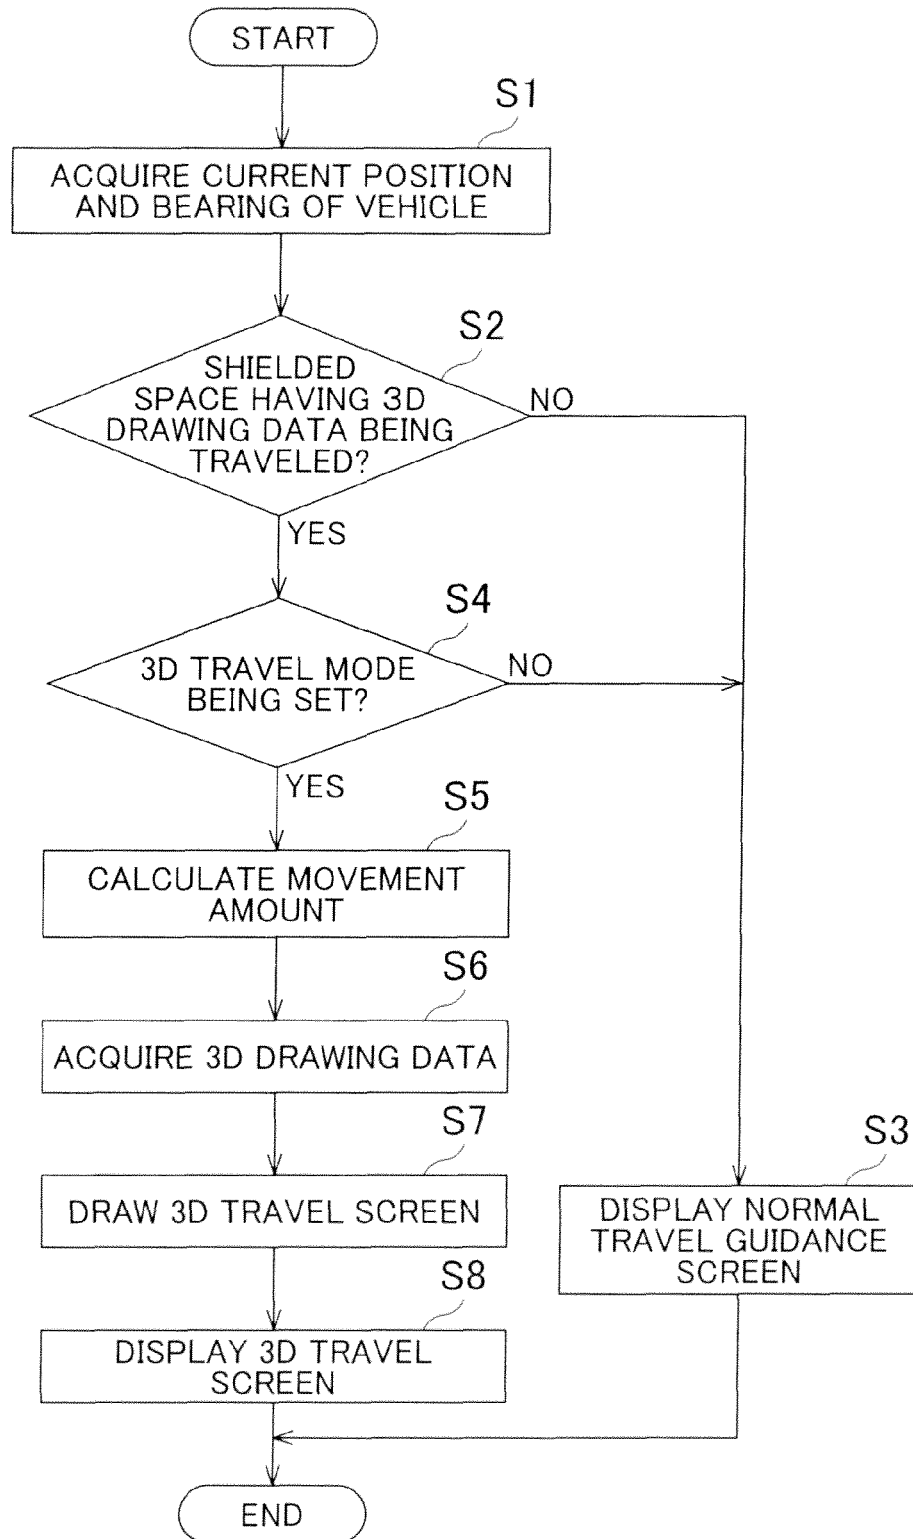 START
S1
ACQUIRE CURRENT POSITION
AND BEARING OF VEHICLE
S2
SHIELDED
SPACE HAVING 3D
DRAWING DATA BEING
TRAVELED?
NO
YES
S4
3D TRAVEL MODE
BEING SET?
NO
YES
S5
CALCULATE MOVEMENT
AMOUNT
S6
ACQUIRE 3D DRAWING DATA
S7
DRAW 3D TRAVEL SCREEN
S3
DISPLAY NORMAL
TRAVEL GUIDANCE
SCREEN
S8
DISPLAY 3D TRAVEL
SCREEN
END